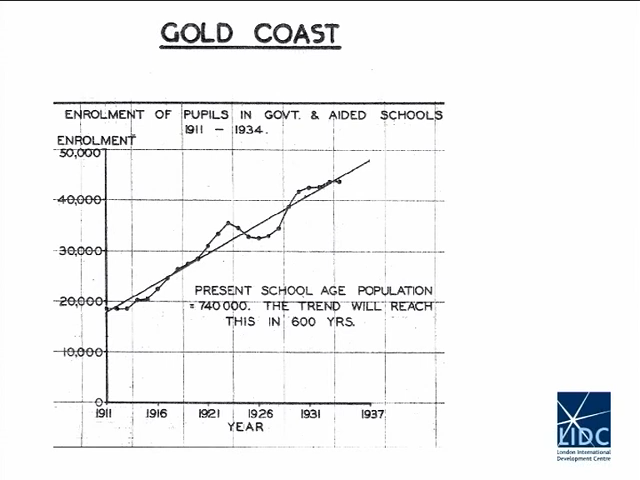 GOLD COAST
ENROLMENT OF PUPILS IN GOVT. & AIDED SCHOOLS
1911 – 1934.
ENROLMENT
50,000
40,000
30,000
20,000
10,000
0
PRESENT SCHOOL AGE POPULATION
= 740000. THE TREND WILL REACH
THIS IN 600 YRS.
1911 1916 1921 1926 1931 1937
YEAR
LIDC
London International
Development Centre